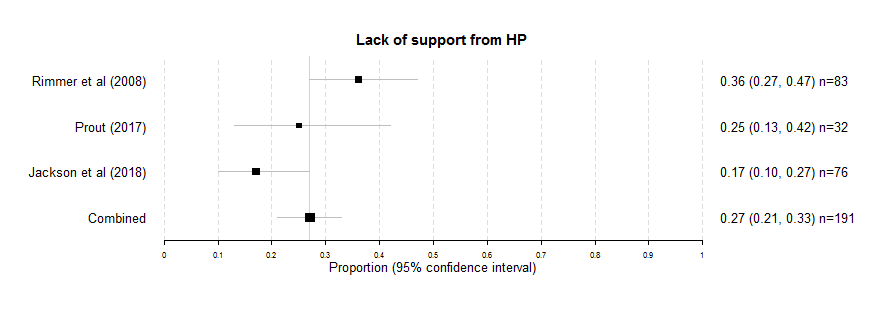 Lack of support from HP
Rimmer et al (2008) 0.36 (0.27, 0.47) n=83
Prout (2017) 0.25 (0.13, 0.42) n=32
Jackson et al (2018) 0.17 (0.10, 0.27) n=76
Combined 0.27 (0.21, 0.33) n=191
0 0.1 0.2 0.3 0.4 0.5 0.6 0.7 0.8 0.9 1
Proportion (95% confidence interval)